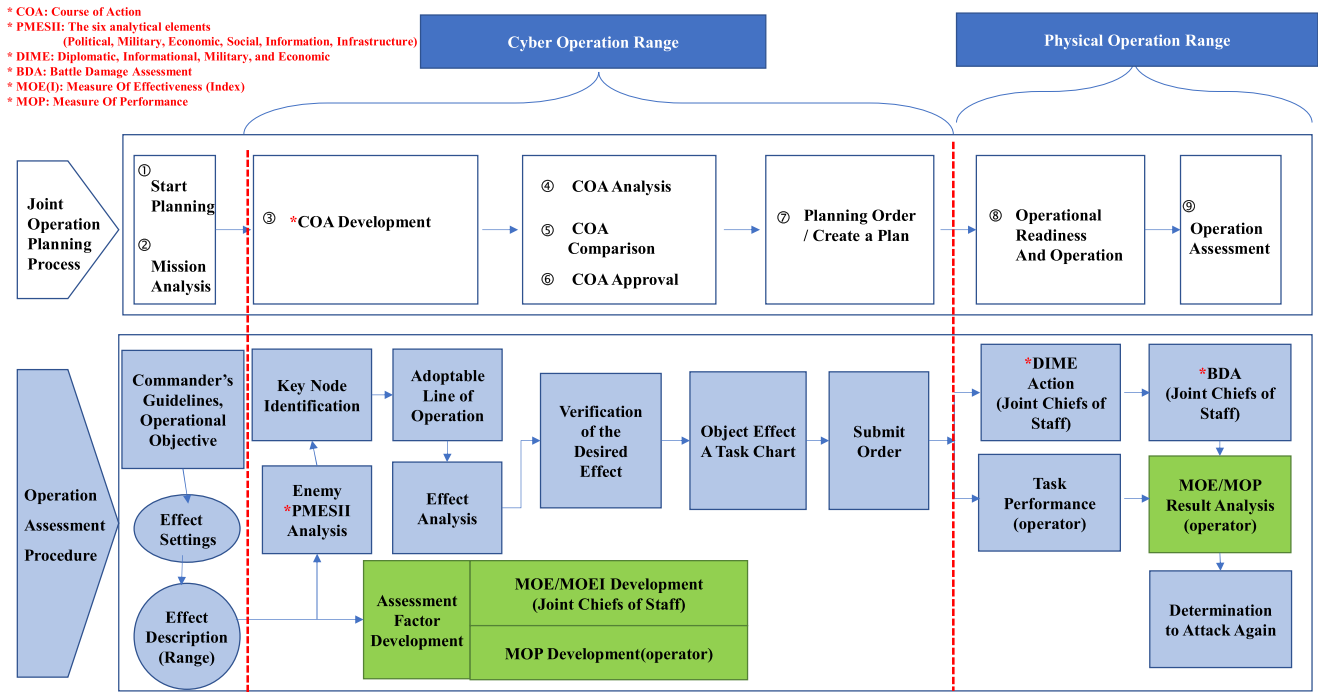 * COA: Course of Action
* PMESII: The six analytical elements
(Political, Military, Economic, Social, Information, Infrastructure)
* DIME: Diplomatic, Informational, Military, and Economic
* BDA: Battle Damage Assessment
* MOE(I): Measure Of Effectiveness (Index)
* MOP: Measure Of Performance
Cyber Operation Range
Physical Operation Range
Joint
Operation
Planning
Process
①
Start
Planning
②
Mission
Analysis
③ *COA Development
④ COA Analysis
⑤ COA
Comparison
⑥ COA Approval
⑦ Planning Order
/ Create a Plan
⑧ Operational
Readiness
And Operation
⑨
Operation
Assessment
Operation
Assessment
Procedure
Commander's
Guidelines,
Operational
Objective
Effect
Settings
Effect
Description
(Range)
Key Node
Identification
Enemy
*PMESII
Analysis
Adoptable
Line of
Operation
Effect
Analysis
Assessment
Factor
Development
MOE/MOEI Development
(Joint Chiefs of Staff)
MOP Development(operator)
Verification
of the
Desired
Effect
Object Effect
A Task Chart
Submit
Order
*DIME
Action
(Joint Chiefs of
Staff)
Task
Performance
(operator)
*BDA
(Joint Chiefs of
Staff)
MOE/MOP
Result Analysis
(operator)
Determination
to Attack Again